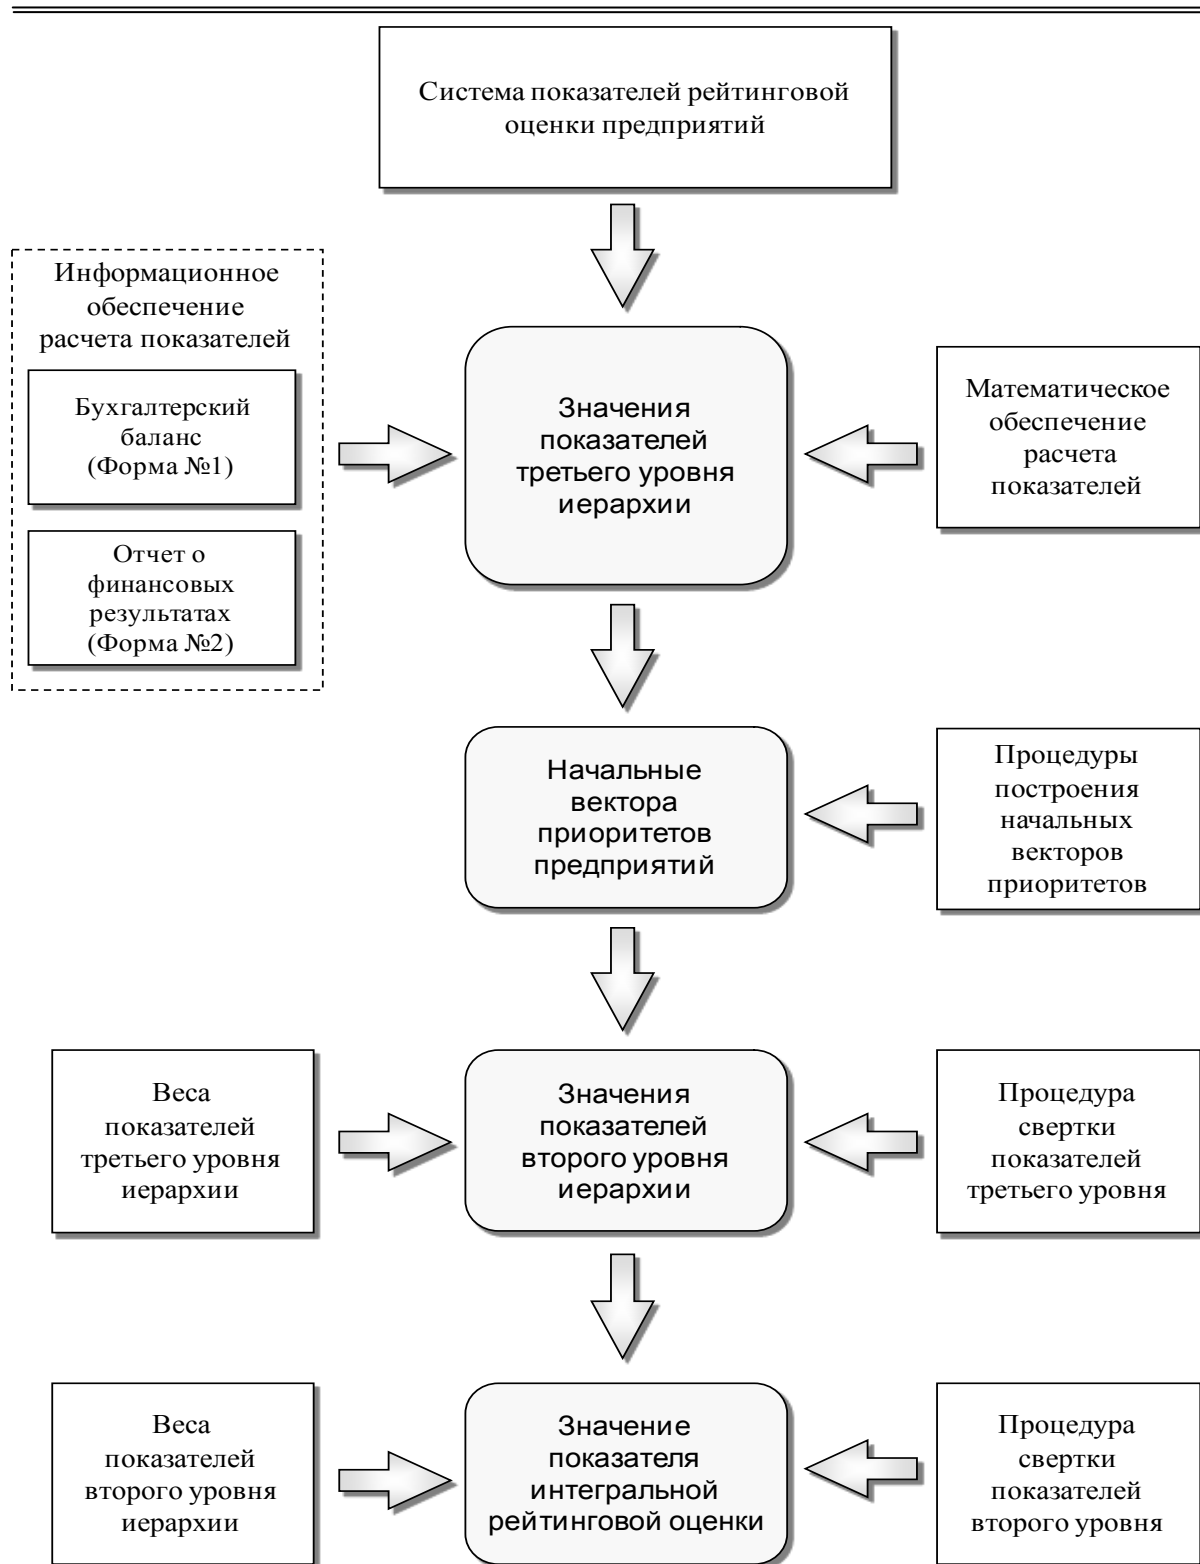 Система показателей рейтинговой
оценки предприятий
Информационное
обеспечение
расчета показателей
Бухгалтерский
баланс
(Форма №1)
Отчет о
финансовых
результатах
(Форма №2)
Значения
показателей
третьего уровня
иерархии
Математическое
обеспечение
расчета
показателей
Начальные
вектора
приоритетов
предприятий
Процедуры
построения
начальных
векторов
приоритетов
Веса
показателей
третьего уровня
иерархии
Значения
показателей
второго уровня
иерархии
Процедура
свертки
показателей
третьего уровня
Веса
показателей
второго уровня
иерархии
Значение
показателя
интегральной
рейтинговой оценки
Процедура
свертки
показателей
второго уровня